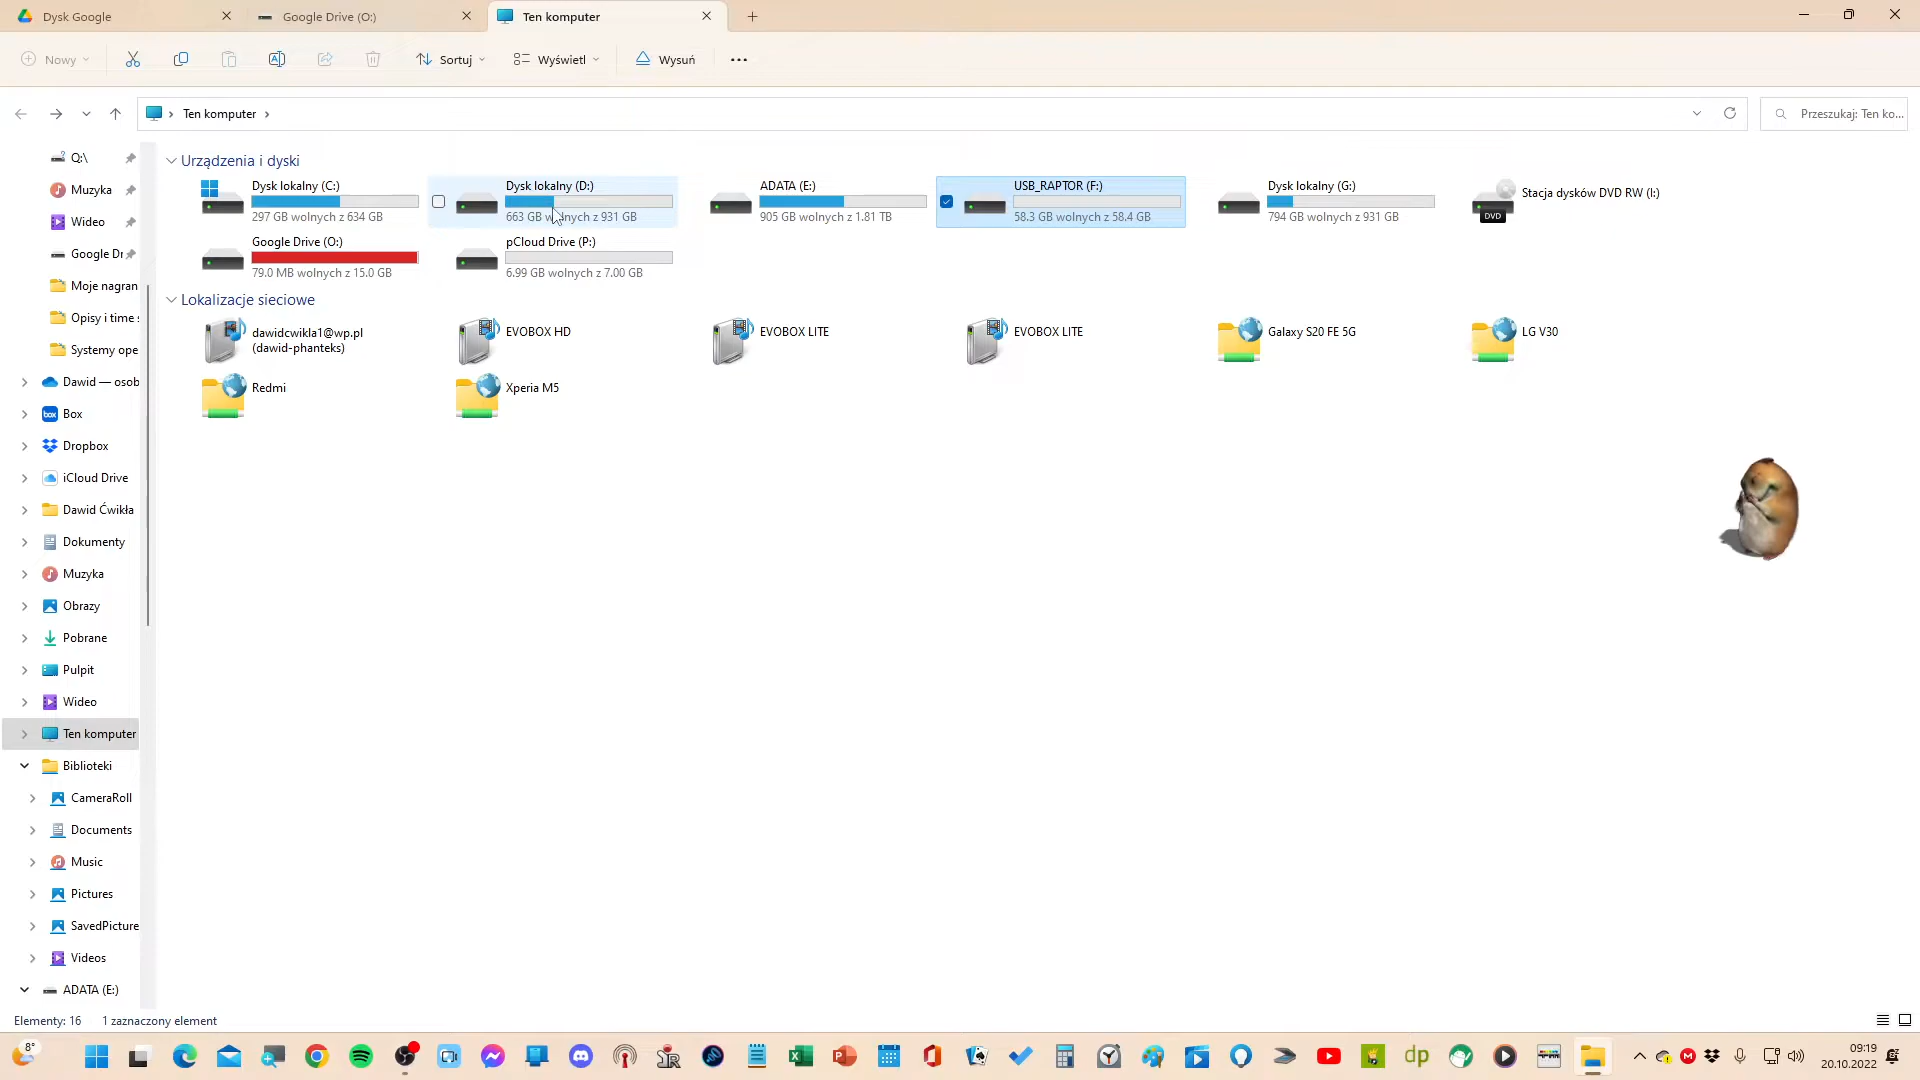 Dysk Google
Google Drive (O:)
Ten komputer
Nowy
Sortuj
Wyświetl
Wysuń
Ten komputer
Przeszukaj: Ten ko...
Q:\
Muzyka
Wideo
Google Dr
Moje nagran
Opisy i time s
Systemy ope
Dawid — osob
Box
Dropbox
iCloud Drive
Dawid Ćwikła
Dokumenty
Muzyka
Obrazy
Pobrane
Pulpit
Wideo
Ten komputer
Biblioteki
CameraRoll
Documents
Music
Pictures
SavedPicture
Videos
ADATA (E:)
Urządzenia i dyski
Dysk lokalny (C:)
297 GB wolnych z 634 GB
Dysk lokalny (D:)
663 GB wolnych z 931 GB
ADATA (E:)
905 GB wolnych z 1.81 TB
USB_RAPTOR (F:)
58.3 GB wolnych z 58.4 GB
Dysk lokalny (G:)
794 GB wolnych z 931 GB
Stacja dysków DVD RW (I:)
DVD
Google Drive (O:)
79.0 MB wolnych z 15.0 GB
pCloud Drive (P:)
6.99 GB wolnych z 7.00 GB
Lokalizacje sieciowe
dawidcwikla1@wp.pl
(dawid-phanteks)
EVOBOX HD
EVOBOX LITE
EVOBOX LITE
Galaxy S20 FE 5G
LG V30
Redmi
Xperia M5
Elementy: 16
1 zaznaczony element
8°
dp
09:19
20.10.2022